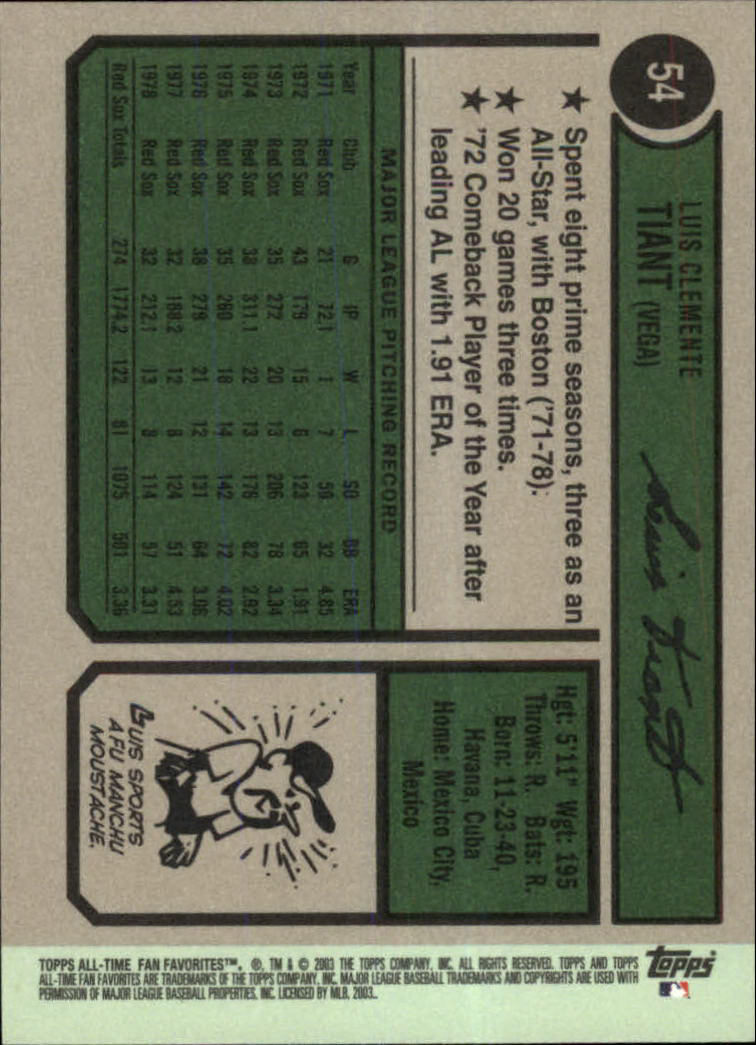 54
LUIS CLEMENTE
TIANT (VEGA)
Luis Tiant
★ Spent eight prime seasons, three as an
All-Star, with Boston ('71-78).
★ Won 20 games three times.
★ '72 Comeback Player of the Year after
leading AL with 1.91 ERA.
MAJOR LEAGUE PITCHING RECORD
Year Club G IP W L SO BB ERA
1971 Red Sox 21 72.1 1 7 59 32 4.85
1972 Red Sox 43 179 15 6 123 65 1.91
1973 Red Sox 35 272 20 13 206 78 3.34
1974 Red Sox 38 311.1 22 13 176 82 2.92
1975 Red Sox 35 260 18 14 142 72 4.02
1976 Red Sox 38 279 21 12 131 64 3.06
1977 Red Sox 32 188.2 12 8 124 51 4.53
1978 Red Sox 32 212.1 13 8 114 57 3.31
Red Sox Totals 274 1774.2 122 81 1075 501 3.36
Hgt: 5'11" Wgt: 195
Throws: R. Bats: R.
Born: 11-23-40,
Havana, Cuba
Home: Mexico City,
Mexico
LUIS SPORTS
A FU MANCHU
MOUSTACHE.
TOPPS ALL-TIME FAN FAVORITES™. ®, TM & © 2003 THE TOPPS COMPANY, INC. ALL RIGHTS RESERVED. TOPPS AND TOPPS
ALL-TIME FAN FAVORITES ARE TRADEMARKS OF THE TOPPS COMPANY, INC. MAJOR LEAGUE BASEBALL TRADEMARKS AND COPYRIGHTS ARE USED WITH
PERMISSION OF MAJOR LEAGUE BASEBALL PROPERTIES, INC. LICENSED BY MLB, 2003.
topps